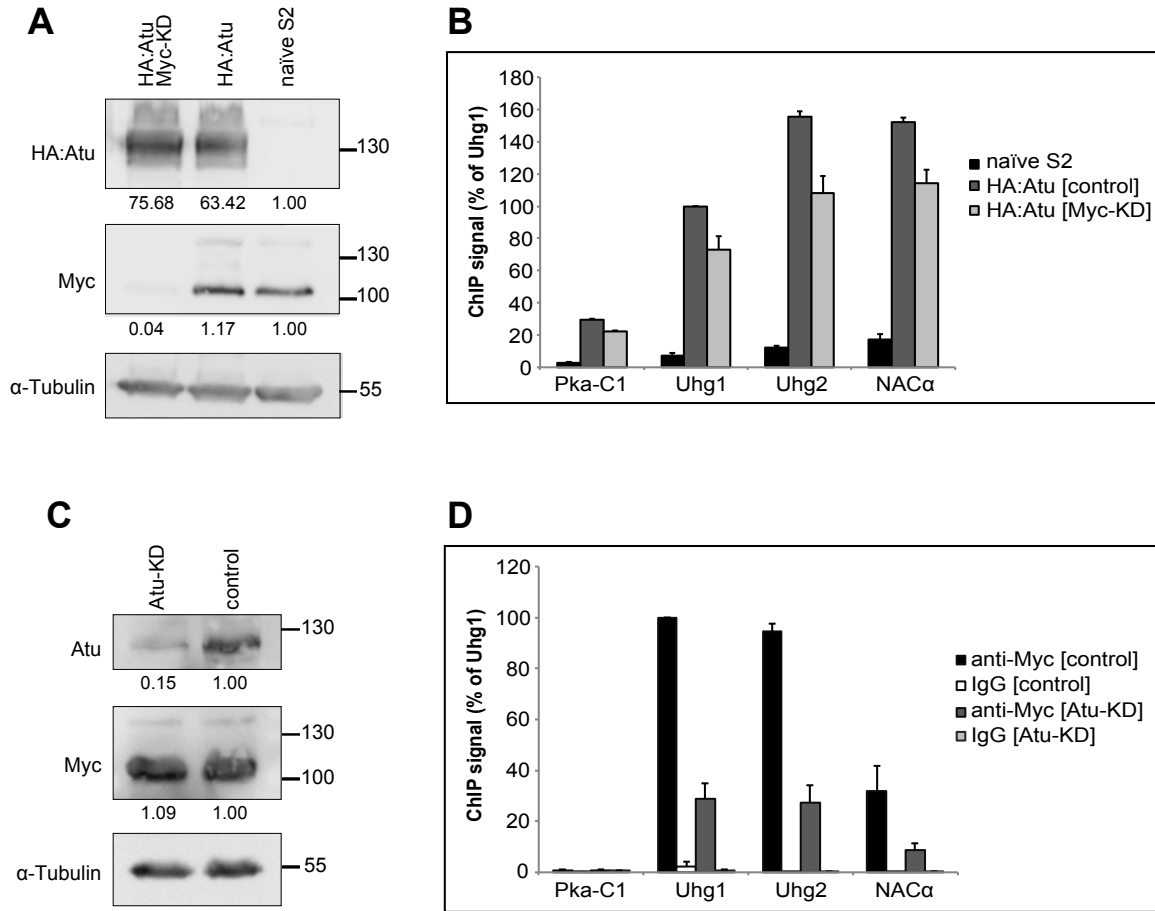 A
HA:Atu Myc-KD
HA:Atu
naïve S2
HA:Atu
130
75.68 63.42 1.00
Myc
130
100
0.04 1.17 1.00
α-Tubulin
55
B
ChIP signal (% of Uhg1)
180
160
140
120
100
80
60
40
20
0
Pka-C1 Uhg1 Uhg2 NACα
naïve S2
HA:Atu [control]
HA:Atu [Myc-KD]
C
Atu-KD
control
Atu
130
0.15 1.00
Myc
130
100
1.09 1.00
α-Tubulin
55
D
ChIP signal (% of Uhg1)
120
100
80
60
40
20
0
Pka-C1 Uhg1 Uhg2 NACα
anti-Myc [control]
IgG [control]
anti-Myc [Atu-KD]
IgG [Atu-KD]